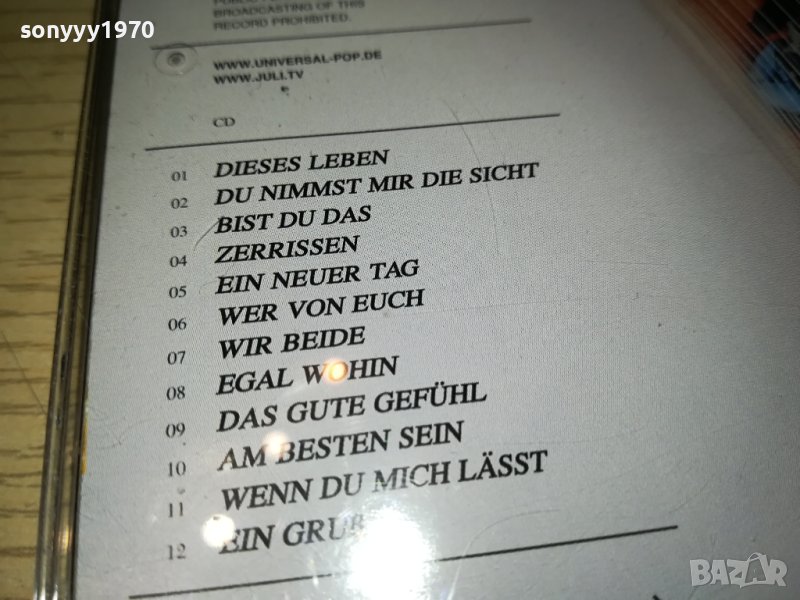 sonyyy1970
BROADCASTING OF THIS
RECORD PROHIBITED.
WWW.UNIVERSAL-POP.DE
WWW.JULI.TV
CD
01 DIESES LEBEN
02 DU NIMMST MIR DIE SICHT
03 BIST DU DAS
04 ZERRISSEN
05 EIN NEUER TAG
06 WER VON EUCH
07 WIR BEIDE
08 EGAL WOHIN
09 DAS GUTE GEFÜHL
10 AM BESTEN SEIN
11 WENN DU MICH LÄSST
12 EIN
BAZAR